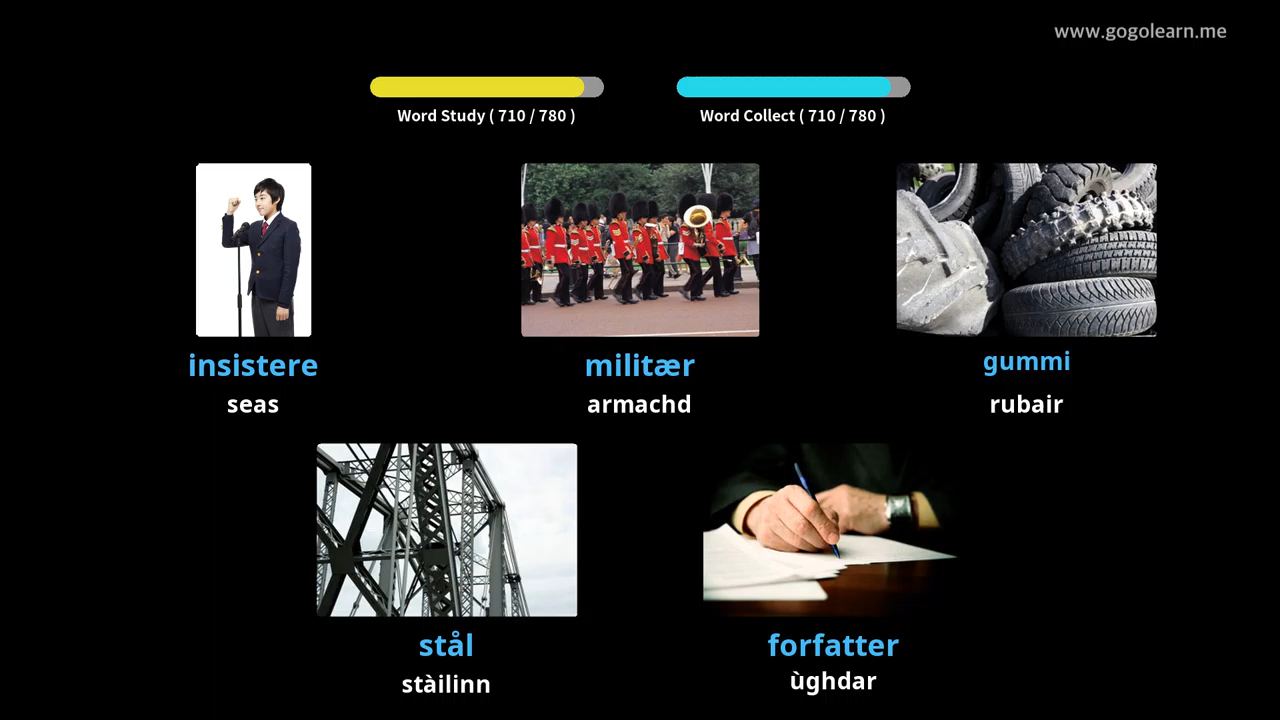 www.gogolearn.me
Word Study ( 710 / 780 )
Word Collect ( 710 / 780 )
insistere
seas
militær
armachd
gummi
rubair
stål
stàilinn
forfatter
ùghdar